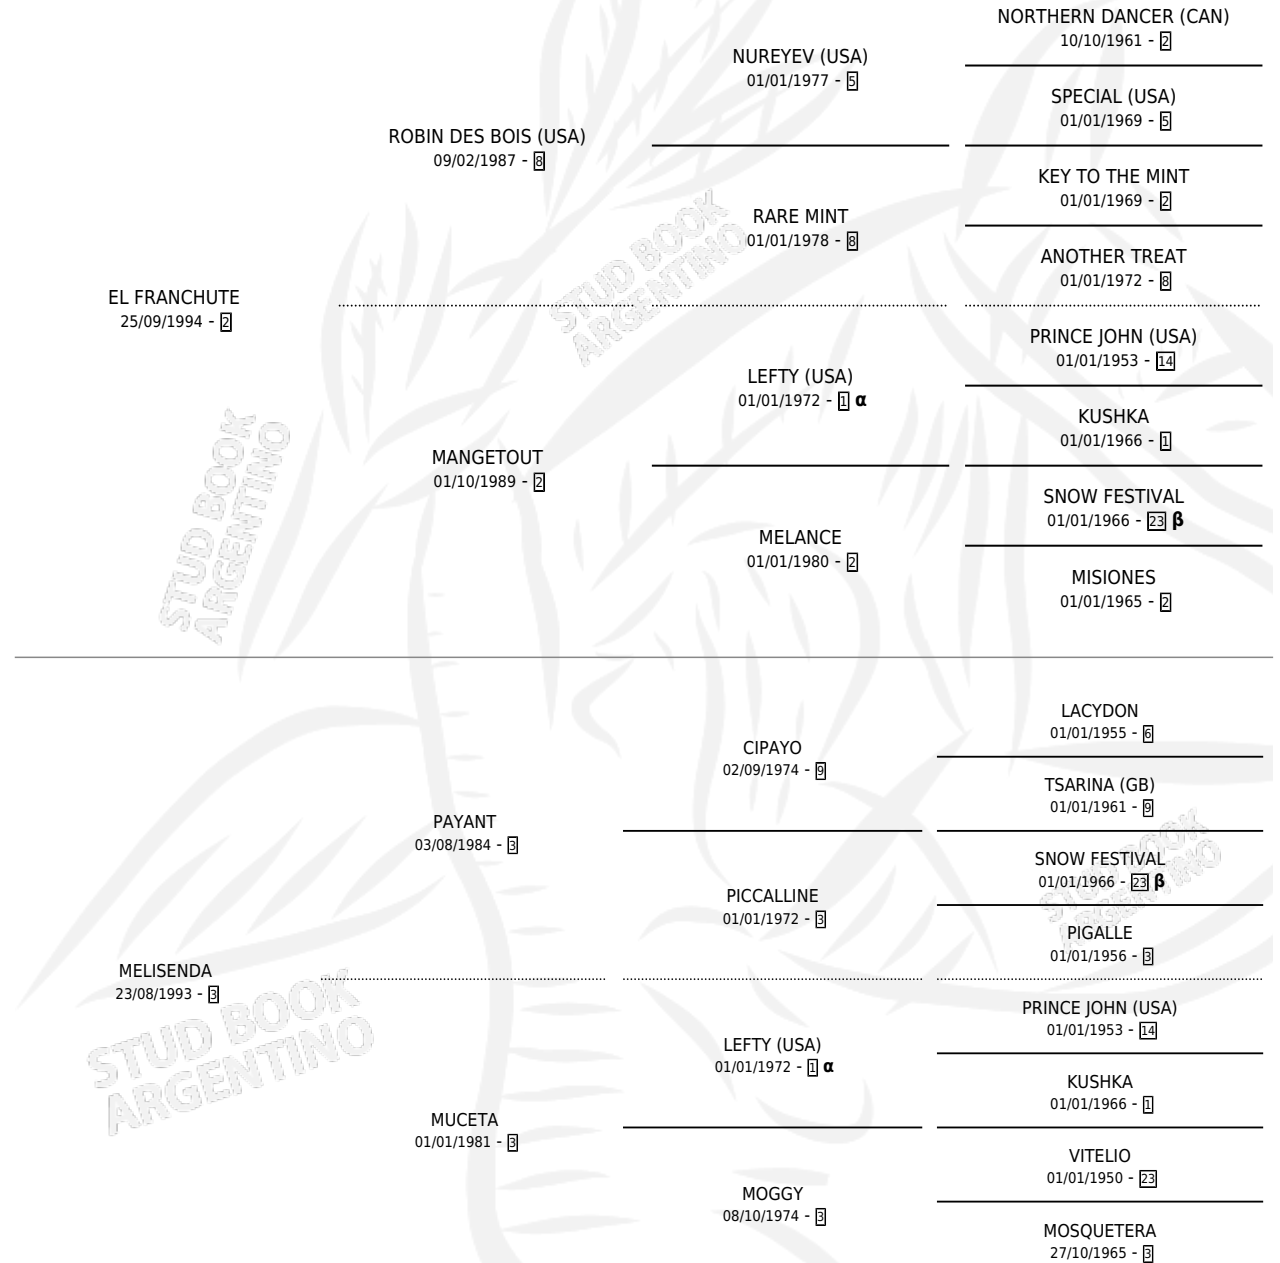 NORTHERN DANCER (CAN)
10/10/1961 - 2
NUREYEV (USA)
01/01/1977 - 5
SPECIAL (USA)
01/01/1969 - 5
ROBIN DES BOIS (USA)
09/02/1987 - 8
KEY TO THE MINT
01/01/1969 - 2
RARE MINT
01/01/1978 - 8
ANOTHER TREAT
01/01/1972 - 8
EL FRANCHUTE
25/09/1994 - 2
PRINCE JOHN (USA)
01/01/1953 - 14
LEFTY (USA)
01/01/1972 - 1 α
KUSHKA
01/01/1966 - 1
MANGETOUT
01/10/1989 - 2
SNOW FESTIVAL
01/01/1966 - 23 β
MELANCE
01/01/1980 - 2
MISIONES
01/01/1965 - 2
LACYDON
01/01/1955 - 6
CIPAYO
02/09/1974 - 9
TSARINA (GB)
01/01/1961 - 9
PAYANT
03/08/1984 - 3
SNOW FESTIVAL
01/01/1966 - 23 β
PICCALLINE
01/01/1972 - 3
PIGALLE
01/01/1956 - 3
MELISENDA
23/08/1993 - 3
PRINCE JOHN (USA)
01/01/1953 - 14
LEFTY (USA)
01/01/1972 - 1 α
KUSHKA
01/01/1966 - 1
MUCETA
01/01/1981 - 3
VITELIO
01/01/1950 - 23
MOGGY
08/10/1974 - 3
MOSQUETERA
27/10/1965 - 3
STUD BOOK
ARGENTINO
STUD BOOK
ARGENTINO
STUD BOOK
ARGENTINO
STUD BOOK
ARGENTINO